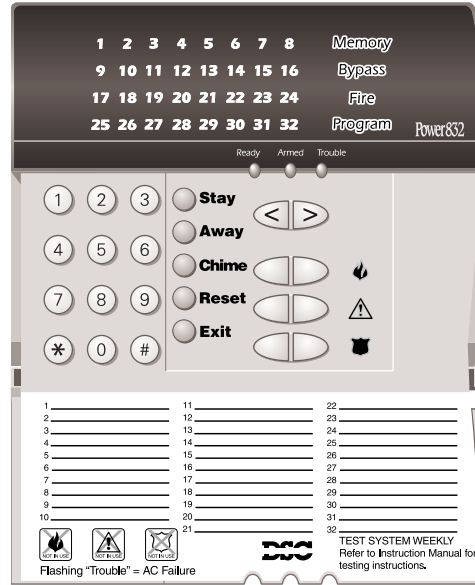 1 2 3 4 5 6 7 8 Memory
9 10 11 12 13 14 15 16 Bypass
17 18 19 20 21 22 23 24 Fire
25 26 27 28 29 30 31 32 Program
Power832
Ready Armed Trouble
1 2 3 Stay < >
Away
4 5 6 Chime
7 8 9 Reset
* 0 # Exit
1 11 22
2 12 23
3 13 24
4 14 25
5 15 26
6 16 27
7 17 28
8 18 29
9 19 30
10 20 31
21 32
NOT IN USE NOT IN USE NOT IN USE
DSC
TEST SYSTEM WEEKLY
Refer to Instruction Manual for
testing instructions.
Flashing "Trouble" = AC Failure